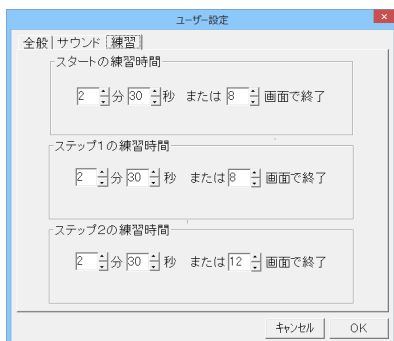 ユーザー設定
全般 サウンド 練習
スタートの練習時間
2 分 30 秒 または 8 画面で終了
ステップ1の練習時間
2 分 30 秒 または 8 画面で終了
ステップ2の練習時間
2 分 30 秒 または 12 画面で終了
キャンセル OK